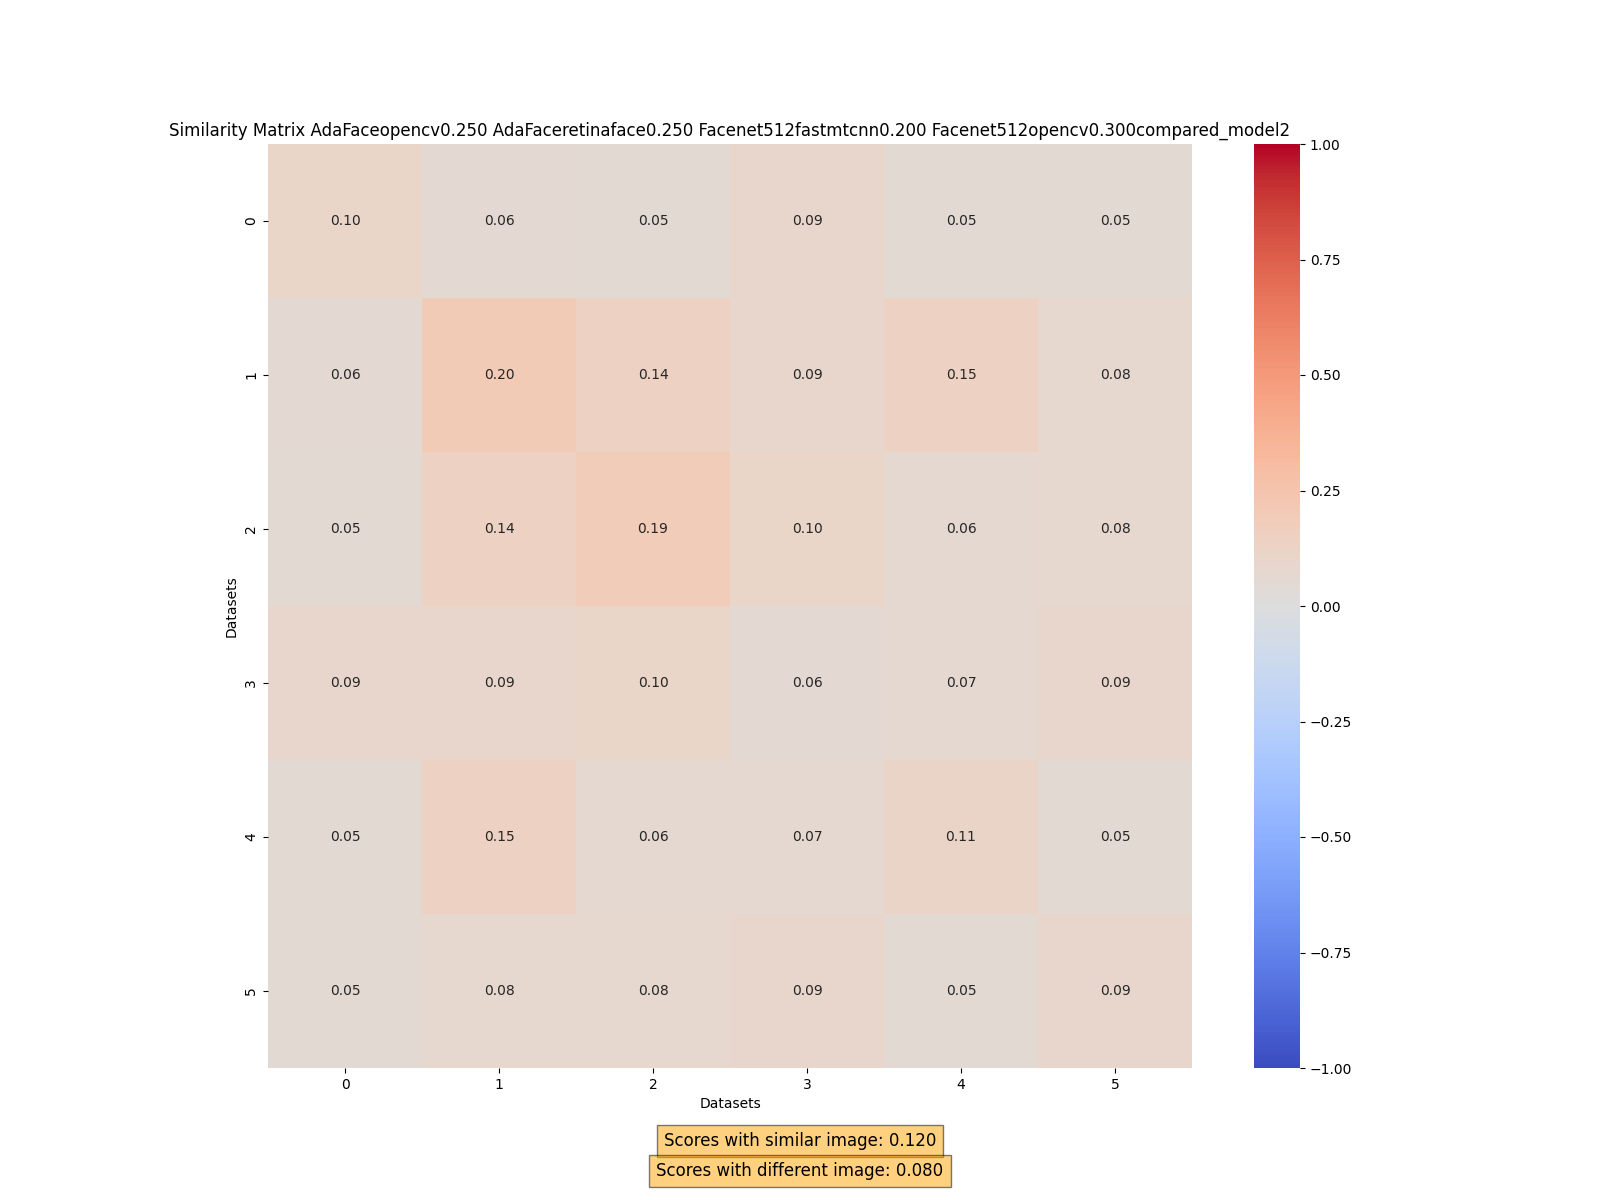 Similarity Matrix AdaFaceopencv0.250 AdaFaceretinaface0.250 Facenet512fastmtcnn0.200 Facenet512opencv0.300compared_model2
1.00
0 0.10 0.06 0.05 0.09 0.05 0.05
0.75
1 0.06 0.20 0.14 0.09 0.15 0.08
0.50
0.25
2 0.05 0.14 0.19 0.10 0.06 0.08
Datasets
0.00
3 0.09 0.09 0.10 0.06 0.07 0.09
−0.25
4 0.05 0.15 0.06 0.07 0.11 0.05
−0.50
−0.75
5 0.05 0.08 0.08 0.09 0.05 0.09
−1.00
0 1 2 3 4 5
Datasets
Scores with similar image: 0.120
Scores with different image: 0.080